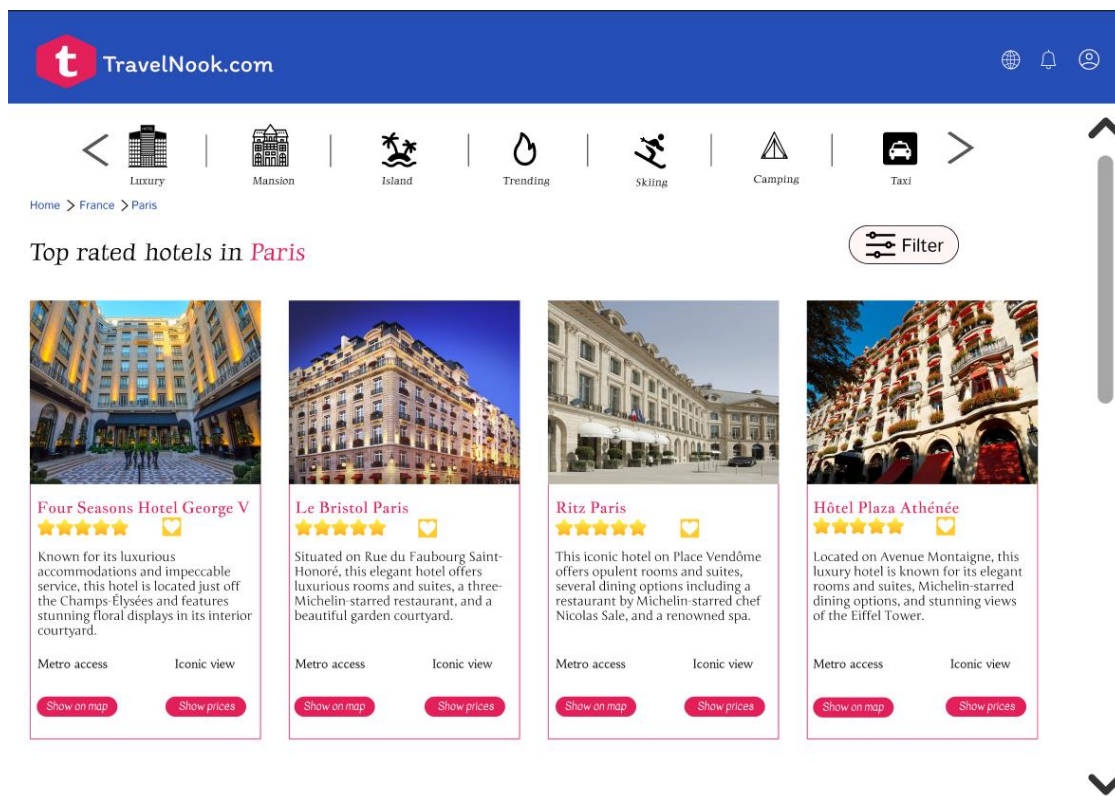 t TravelNook.com
HOTEL
Luxury
Mansion
Island
Trending
Skiing
Camping
Taxi
Home > France > Paris
Top rated hotels in Paris
Filter
Four Seasons Hotel George V
Known for its luxurious
accommodations and impeccable
service, this hotel is located just off
the Champs-Élysées and features
stunning floral displays in its interior
courtyard.
Metro access Iconic view
Show on map Show prices
Le Bristol Paris
Situated on Rue du Faubourg Saint-
Honoré, this elegant hotel offers
luxurious rooms and suites, a three-
Michelin-starred restaurant, and a
beautiful garden courtyard.
Metro access Iconic view
Show on map Show prices
Ritz Paris
This iconic hotel on Place Vendôme
offers opulent rooms and suites,
several dining options including a
restaurant by Michelin-starred chef
Nicolas Sale, and a renowned spa.
Metro access Iconic view
Show on map Show prices
Hôtel Plaza Athénée
Located on Avenue Montaigne, this
luxury hotel is known for its elegant
rooms and suites, Michelin-starred
dining options, and stunning views
of the Eiffel Tower.
Metro access Iconic view
Show on map Show prices